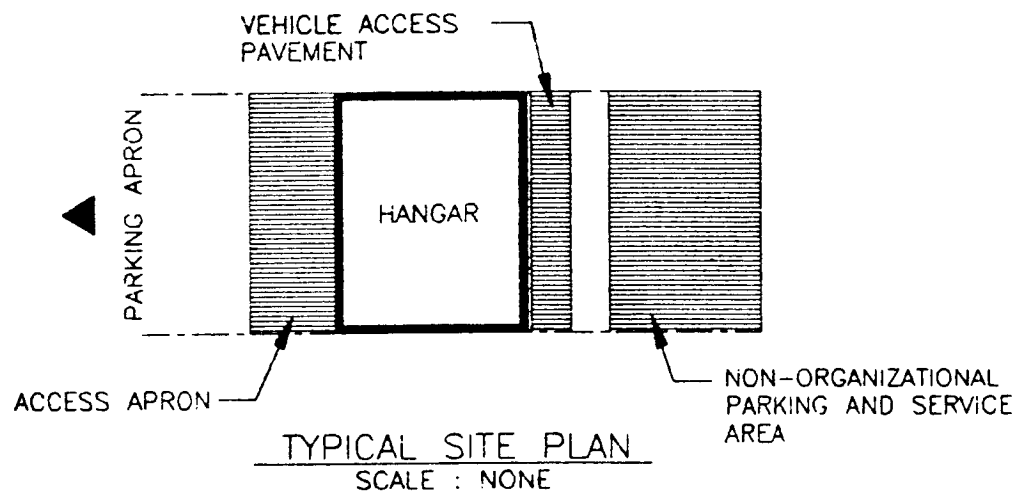 VEHICLE ACCESS
PAVEMENT
PARKING APRON
HANGAR
ACCESS APRON
NON-ORGANIZATIONAL
PARKING AND SERVICE
AREA
TYPICAL SITE PLAN
SCALE : NONE